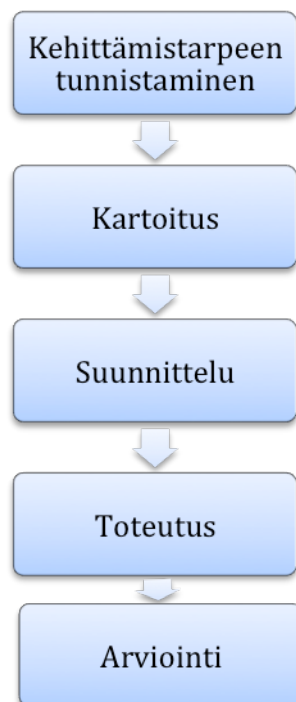 Kehittämistarpeen
tunnistaminen
Kartoitus
Suunnittelu
Toteutus
Arviointi